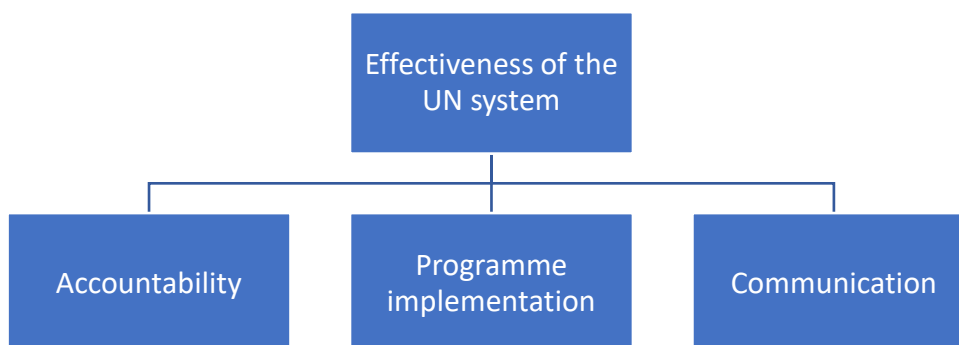 Effectiveness of the
UN system
Accountability
Programme
implementation
Communication